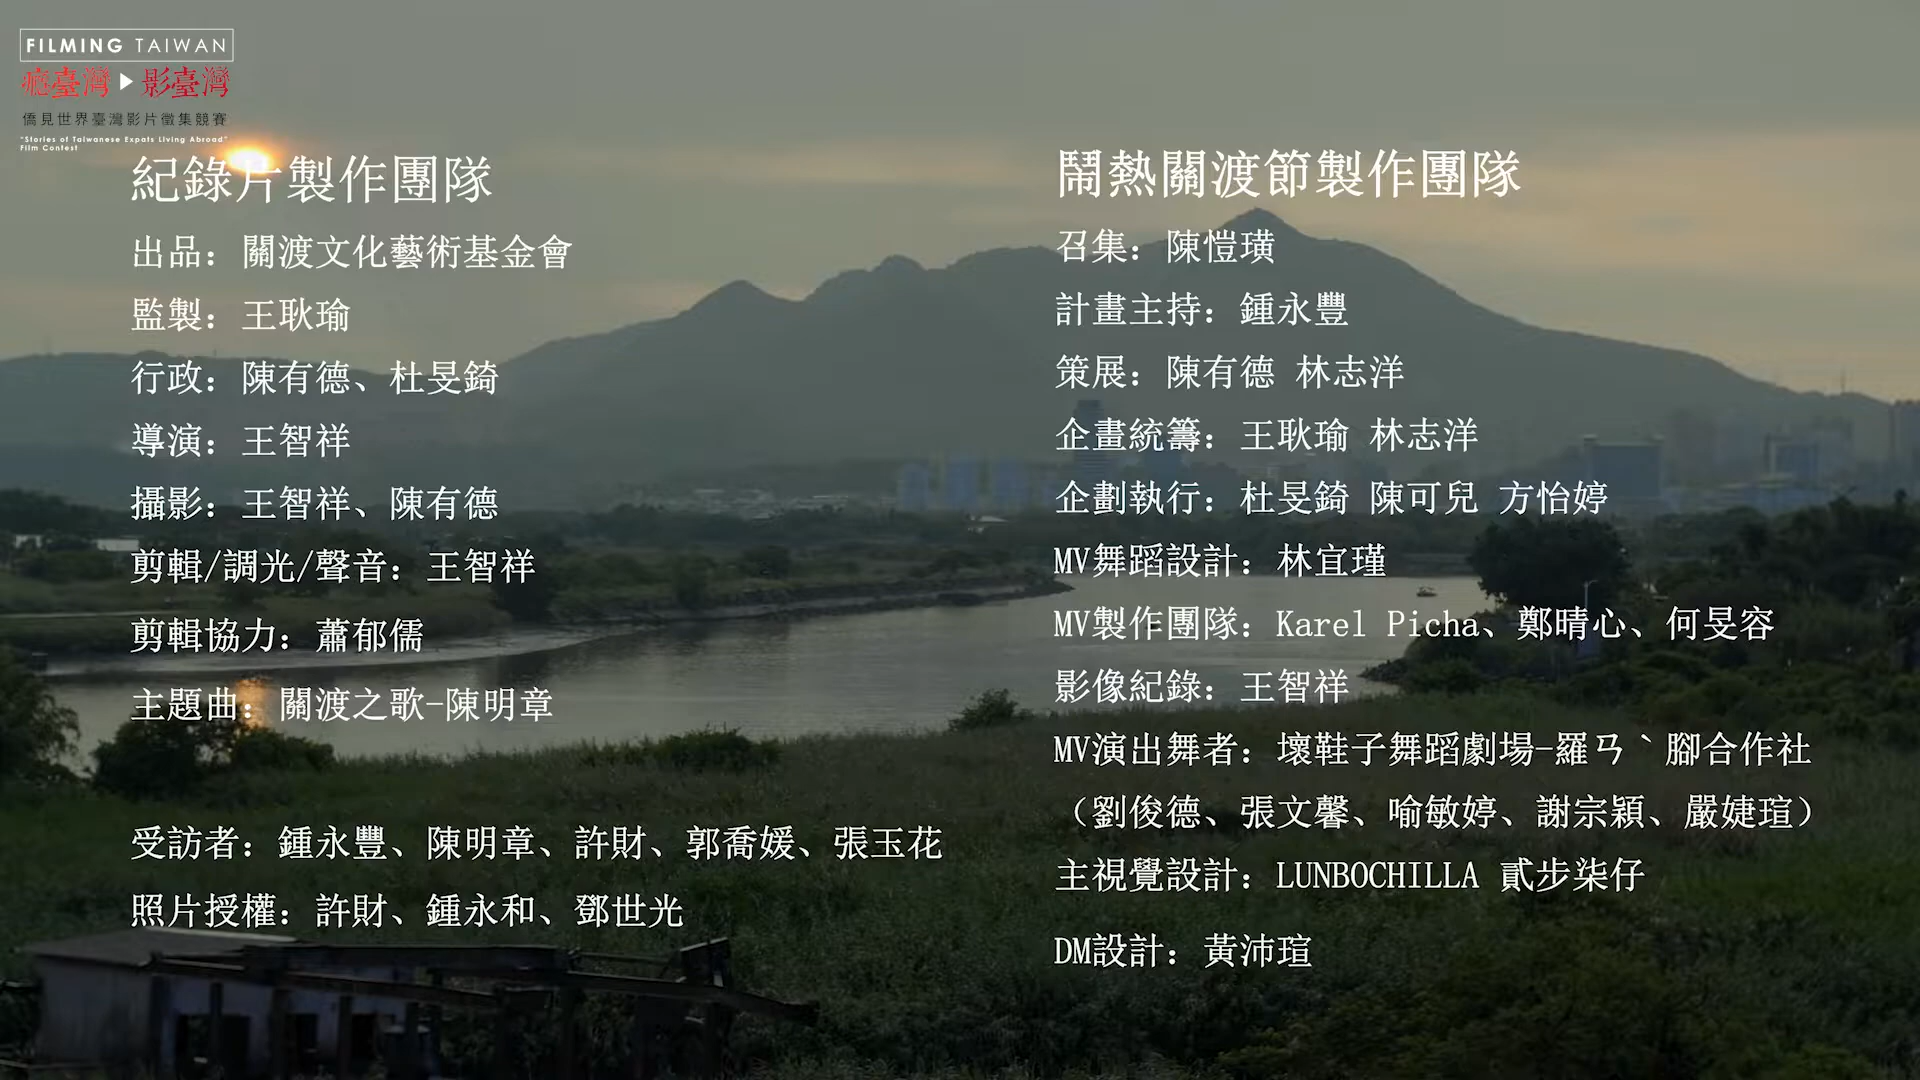 FILMING TAIWAN
瘾臺灣▶影臺灣
僑見世界臺灣影片徵集競賽
"Stories of Taiwanese Expats Living Abroad"
Film Contest
紀錄片製作團隊
出品：關渡文化藝術基金會
監製：王耿瑜
行政：陳有德、杜旻錡
導演：王智祥
攝影：王智祥、陳有德
剪輯/調光/聲音：王智祥
剪輯協力：蕭郁儒
主題曲：關渡之歌-陳明章
受訪者：鍾永豐、陳明章、許財、郭喬媛、張玉花
照片授權：許財、鍾永和、鄧世光
鬧熱關渡節製作團隊
召集：陳愷璜
計畫主持：鍾永豐
策展：陳有德 林志洋
企畫統籌：王耿瑜 林志洋
企劃執行：杜旻錡 陳可兒 方怡婷
MV舞蹈設計：林宜瑾
MV製作團隊：Karel Picha、鄭晴心、何旻容
影像紀錄：王智祥
MV演出舞者：壞鞋子舞蹈劇場-羅ㄢˋ腳合作社
（劉俊德、張文馨、喻敏婷、謝宗穎、嚴婕瑄）
主視覺設計：LUNBOCHILLA 貳步柒仔
DM設計：黃沛瑄